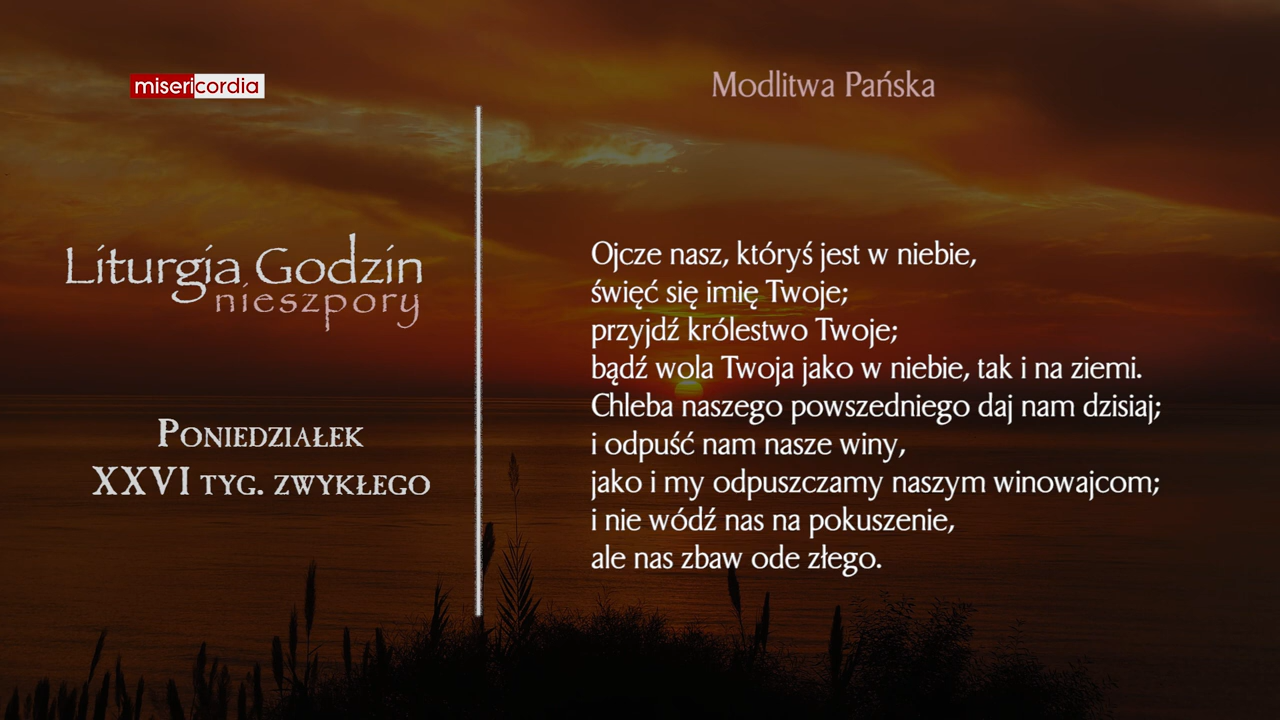 misericordia
Liturgia Godzin
nieszpory
Poniedziałek
XXVI tyg. zwykłego
Modlitwa Pańska
Ojcze nasz, któryś jest w niebie,
święć się imię Twoje;
przyjdź królestwo Twoje;
bądź wola Twoja jako w niebie, tak i na ziemi.
Chleba naszego powszedniego daj nam dzisiaj;
i odpuść nam nasze winy,
jako i my odpuszczamy naszym winowajcom;
i nie wódź nas na pokuszenie,
ale nas zbaw ode złego.